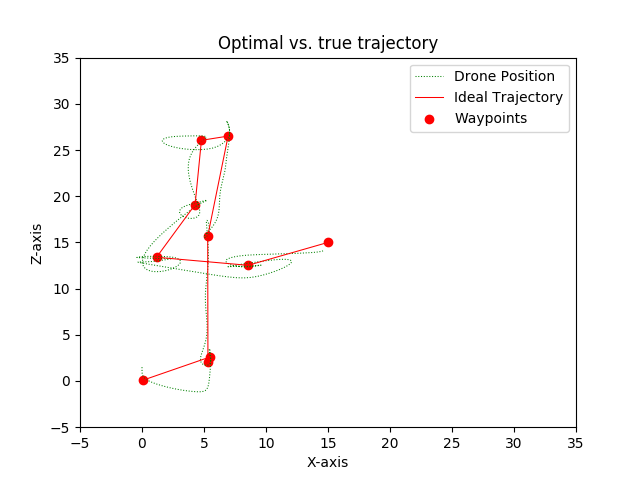 Optimal vs. true trajectory
Drone Position
Ideal Trajectory
Waypoints
Z-axis
35
30
25
20
15
10
5
0
−5
−5 0 5 10 15 20 25 30 35
X-axis